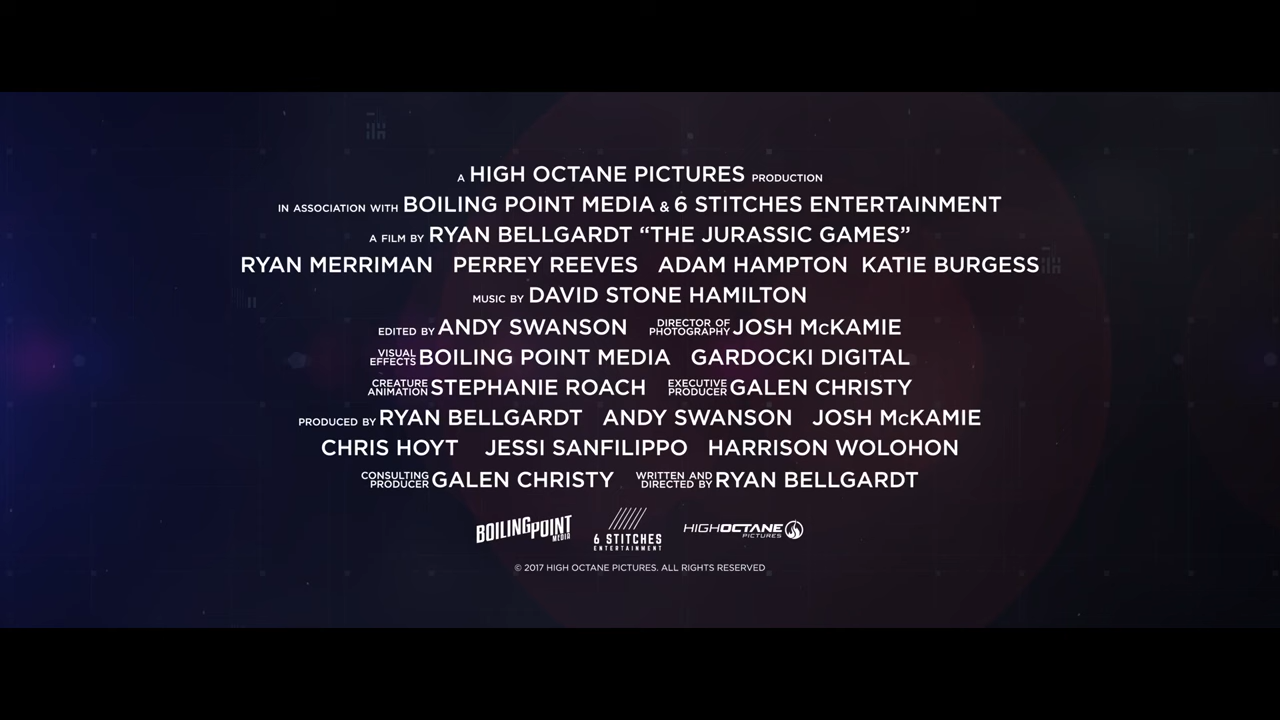 A HIGH OCTANE PICTURES PRODUCTION
IN ASSOCIATION WITH BOILING POINT MEDIA & 6 STITCHES ENTERTAINMENT
A FILM BY RYAN BELLGARDT “THE JURASSIC GAMES”
RYAN MERRIMAN PERREY REEVES ADAM HAMPTON KATIE BURGESS
MUSIC BY DAVID STONE HAMILTON
EDITED BY ANDY SWANSON DIRECTOR OF PHOTOGRAPHY JOSH McKAMIE
VISUAL EFFECTS BOILING POINT MEDIA GARDOCKI DIGITAL
CREATURE ANIMATION STEPHANIE ROACH EXECUTIVE PRODUCER GALEN CHRISTY
PRODUCED BY RYAN BELLGARDT ANDY SWANSON JOSH McKAMIE
CHRIS HOYT JESSI SANFILIPPO HARRISON WOLOHON
CONSULTING PRODUCER GALEN CHRISTY WRITTEN AND DIRECTED BY RYAN BELLGARDT
BOILING POINT MEDIA
6 STITCHES ENTERTAINMENT
HIGHOCTANE PICTURES
© 2017 HIGH OCTANE PICTURES. ALL RIGHTS RESERVED